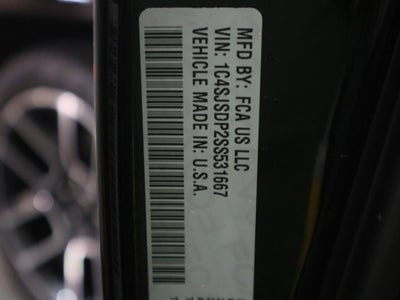 MFD BY: FCA US LLC
VIN: 1C4SJSDP2SS531667
VEHICLE MADE IN: U.S.A.